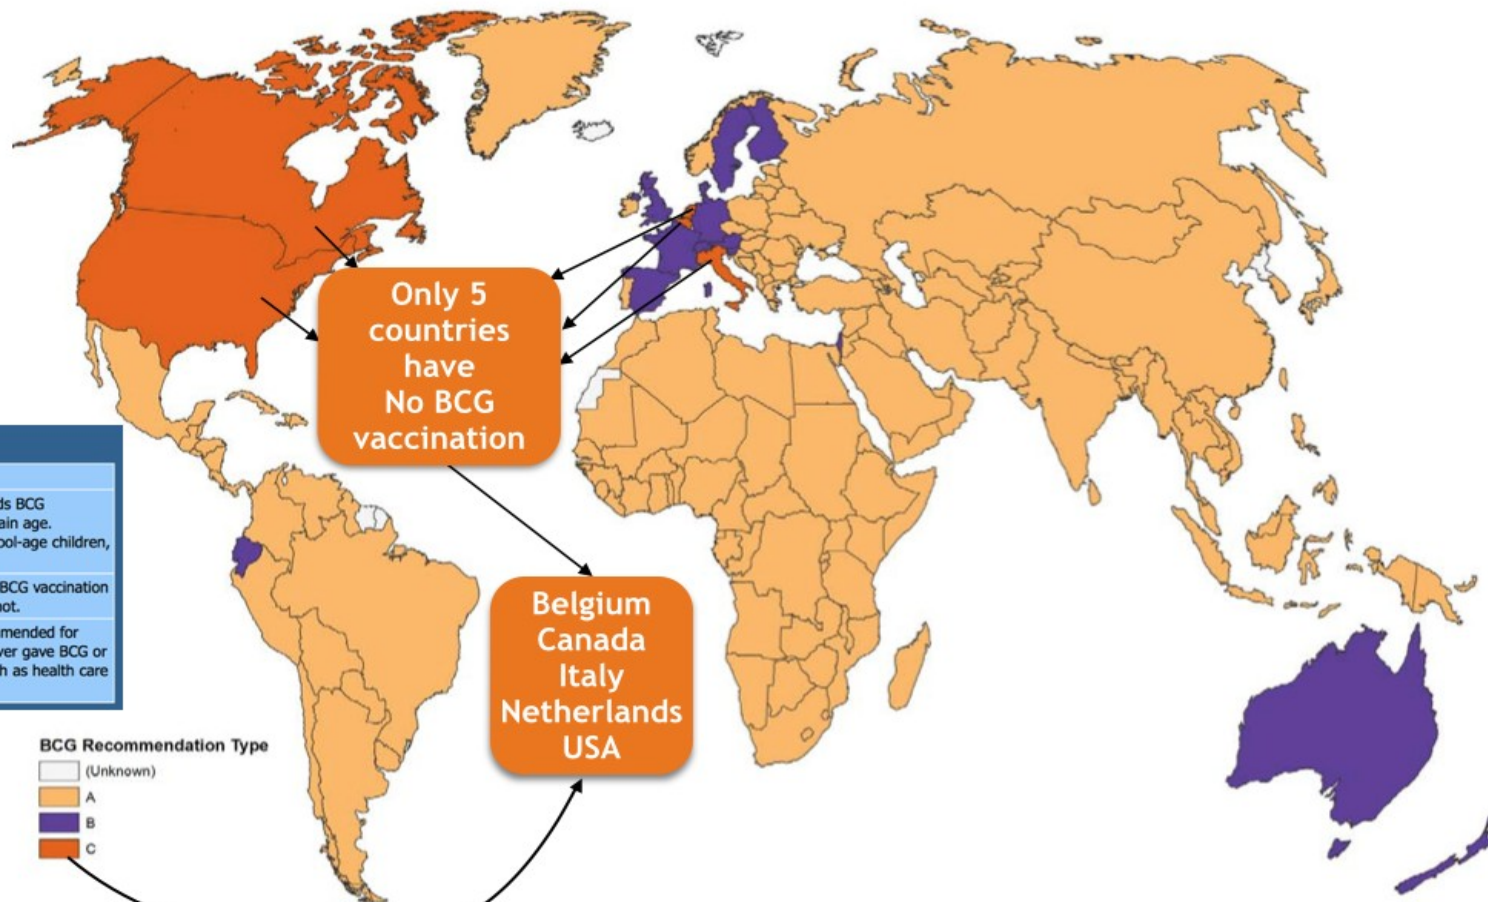 Only 5
countries
have
No BCG
vaccination
ds BCG
ain age.
ool-age children,
BCG vaccination
not.
mended for
ver gave BCG or
h as health care
Belgium
Canada
Italy
Netherlands
USA
BCG Recommendation Type
(Unknown)
A
B
C